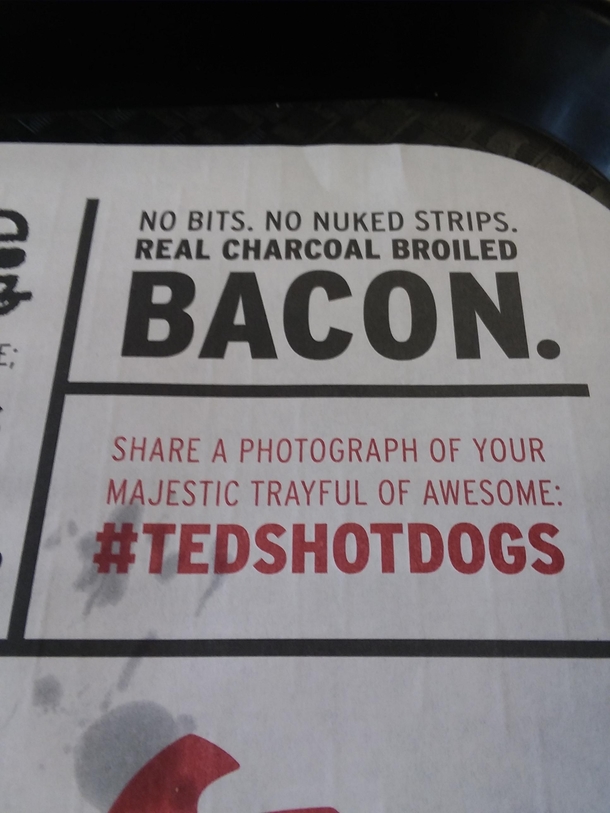 NO BITS. NO NUKED STRIPS.
REAL CHARCOAL BROILED
BACON.
SHARE A PHOTOGRAPH OF YOUR
MAJESTIC TRAYFUL OF AWESOME:
#TEDSHOTDOGS